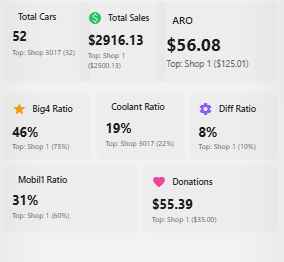 Total Cars
52
Top: Shop 3017 (32)
Total Sales
$2916.13
Top: Shop 1
($2500.13)
ARO
$56.08
Top: Shop 1 ($125.01)
Big4 Ratio
46%
Top: Shop 1 (75%)
Coolant Ratio
19%
Top: Shop 3017 (22%)
Diff Ratio
8%
Top: Shop 1 (10%)
Mobil1 Ratio
31%
Top: Shop 1 (60%)
Donations
$55.39
Top: Shop 1 ($35.00)